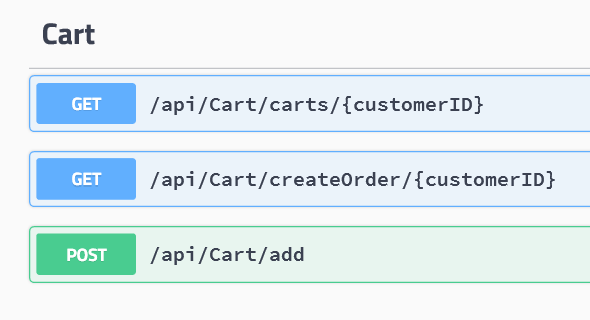 Cart
GET /api/Cart/carts/{customerID}
GET /api/Cart/createOrder/{customerID}
POST /api/Cart/add